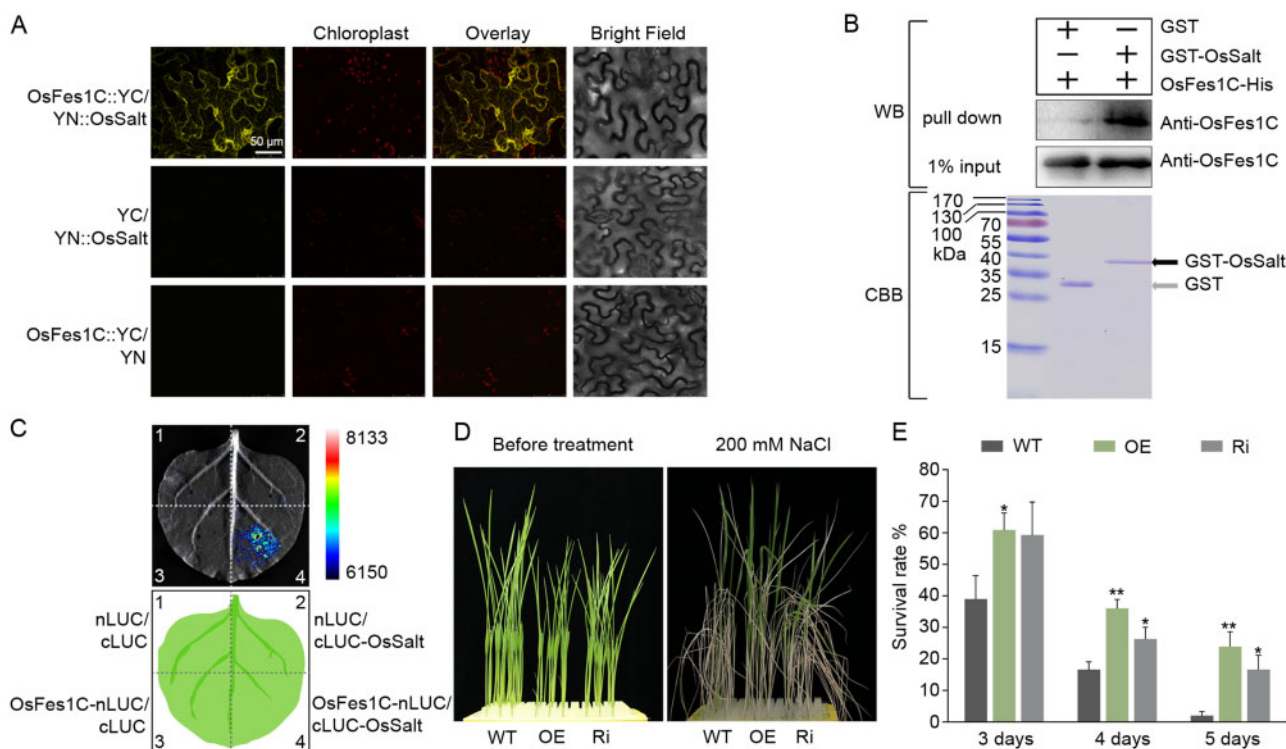 A
Chloroplast
Overlay
Bright Field
OsFes1C::YC/
YN::OsSalt
50 μm
YC/
YN::OsSalt
OsFes1C::YC/
YN
B
+ − GST
− + GST-OsSalt
+ + OsFes1C-His
WB
pull down
Anti-OsFes1C
1% input
Anti-OsFes1C
CBB
170
130
100
70
kDa
55
40
35
25
15
GST-OsSalt
GST
C
1 2
3 4
8133
6150
1 2
3 4
nLUC/
cLUC
nLUC/
cLUC-OsSalt
OsFes1C-nLUC/
cLUC
OsFes1C-nLUC/
cLUC-OsSalt
D
Before treatment
200 mM NaCl
WT OE Ri
WT OE Ri
E
WT OE Ri
Survival rate %
80
70
60
50
40
30
20
10
0
*
**
*
**
*
3 days
4 days
5 days